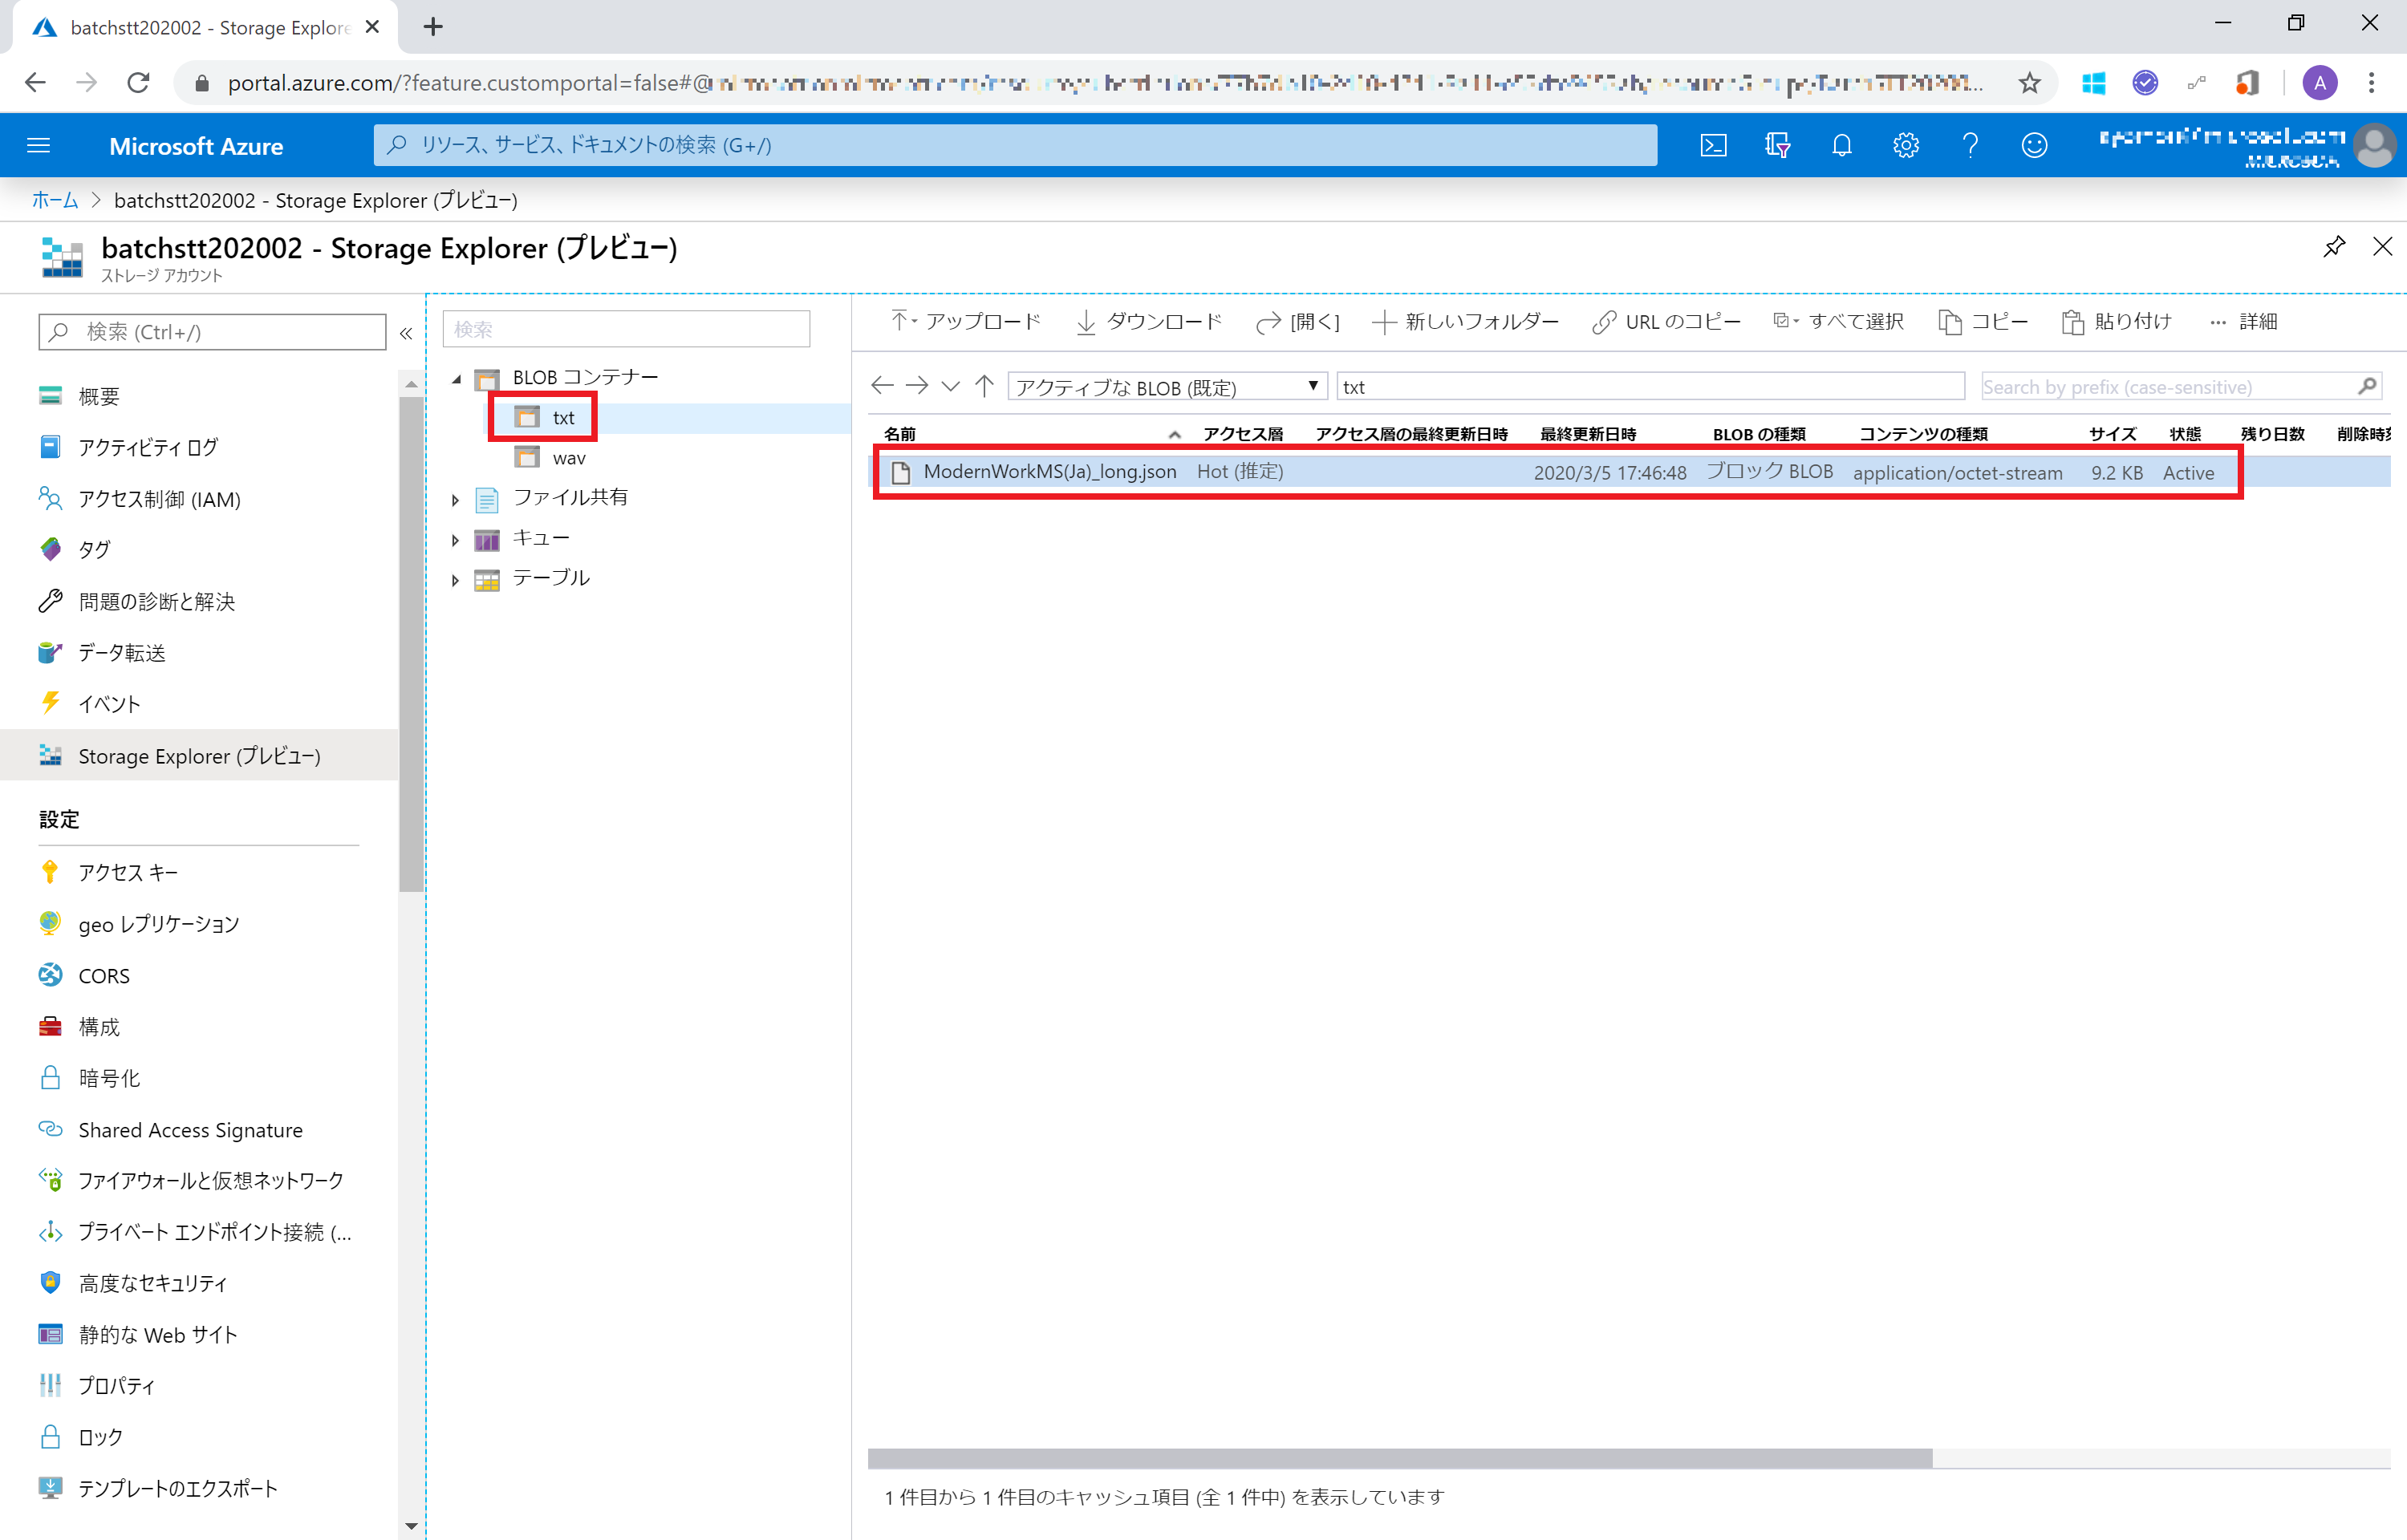 batchstt202002 - Storage Explore
portal.azure.com/?feature.customportal=false#@
A
Microsoft Azure
リソース、サービス、ドキュメントの検索 (G+/)
ホーム > batchstt202002 - Storage Explorer (プレビュー)
batchstt202002 - Storage Explorer (プレビュー)
ストレージ アカウント
検索 (Ctrl+/)
概要
アクティビティ ログ
アクセス制御 (IAM)
タグ
問題の診断と解決
データ転送
イベント
Storage Explorer (プレビュー)
設定
アクセス キー
geo レプリケーション
CORS
構成
暗号化
Shared Access Signature
ファイアウォールと仮想ネットワーク
プライベート エンドポイント接続 (...
高度なセキュリティ
静的な Web サイト
プロパティ
ロック
テンプレートのエクスポート
検索
BLOB コンテナー
txt
wav
ファイル共有
キュー
テーブル
アップロード ダウンロード [開く] 新しいフォルダー URL のコピー すべて選択 コピー 貼り付け ... 詳細
アクティブな BLOB (既定) txt Search by prefix (case-sensitive)
名前 アクセス層 アクセス層の最終更新日時 最終更新日時 BLOB の種類 コンテンツの種類 サイズ 状態 残り日数 削除時刻
ModernWorkMS(Ja)_long.json Hot (推定) 2020/3/5 17:46:48 ブロック BLOB application/octet-stream 9.2 KB Active
1 件目から 1 件目のキャッシュ項目 (全 1 件中) を表示しています